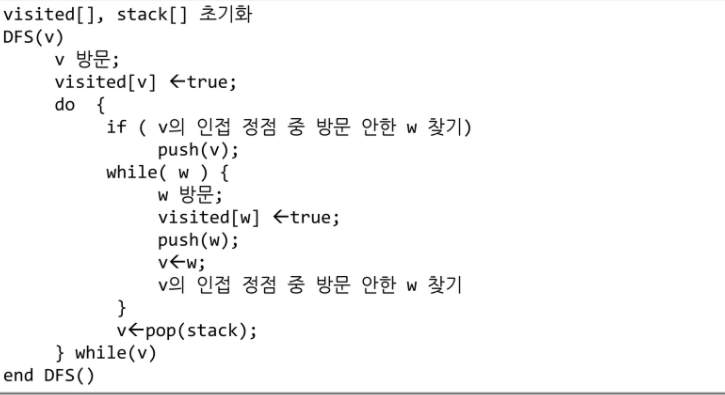 visited[], stack[] 초기화
DFS(v)
v 방문;
visited[v] ←true;
do {
if ( v의 인접 정점 중 방문 안한 w 찾기)
push(v);
while( w ) {
w 방문;
visited[w] ←true;
push(w);
v←w;
v의 인접 정점 중 방문 안한 w 찾기
}
v←pop(stack);
} while(v)
end DFS()